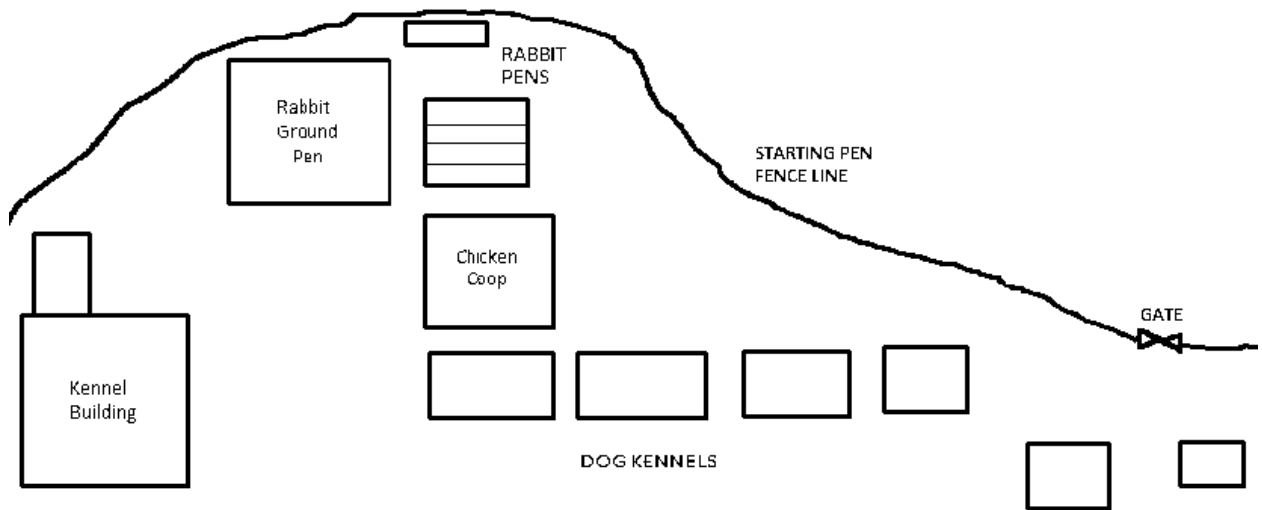 RABBIT
PENS
Rabbit
Ground
Pen
STARTING PEN
FENCE LINE
Chicken
Coop
GATE
Kennel
Building
DOG KENNELS